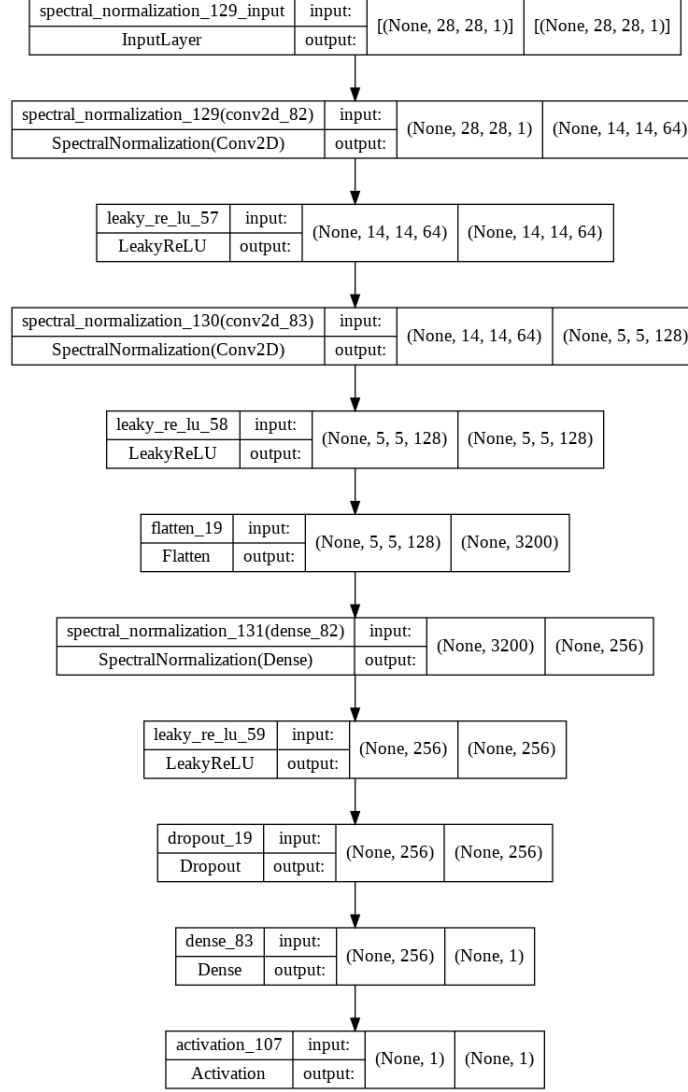 spectral_normalization_129_input input: [(None, 28, 28, 1)] [(None, 28, 28, 1)]
InputLayer output:
spectral_normalization_129(conv2d_82) input: (None, 28, 28, 1) (None, 14, 14, 64)
SpectralNormalization(Conv2D) output:
leaky_re_lu_57 input: (None, 14, 14, 64) (None, 14, 14, 64)
LeakyReLU output:
spectral_normalization_130(conv2d_83) input: (None, 14, 14, 64) (None, 5, 5, 128)
SpectralNormalization(Conv2D) output:
leaky_re_lu_58 input: (None, 5, 5, 128) (None, 5, 5, 128)
LeakyReLU output:
flatten_19 input: (None, 5, 5, 128) (None, 3200)
Flatten output:
spectral_normalization_131(dense_82) input: (None, 3200) (None, 256)
SpectralNormalization(Dense) output:
leaky_re_lu_59 input: (None, 256) (None, 256)
LeakyReLU output:
dropout_19 input: (None, 256) (None, 256)
Dropout output:
dense_83 input: (None, 256) (None, 1)
Dense output:
activation_107 input: (None, 1) (None, 1)
Activation output: